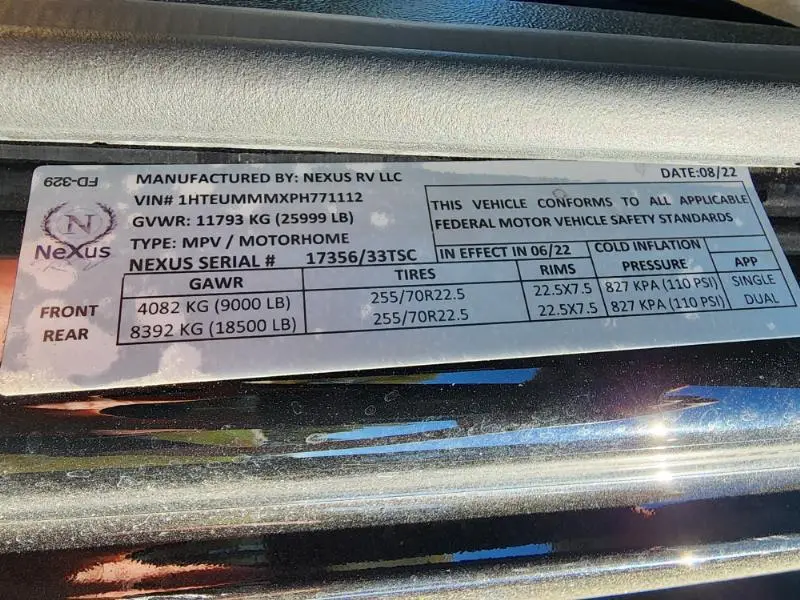 FD-329
MANUFACTURED BY: NEXUS RV LLC
DATE:08/22
VIN# 1HTEUMMMXPH771112
GVWR: 11793 KG (25999 LB)
TYPE: MPV / MOTORHOME
NEXUS SERIAL # 17356/33TSC
THIS VEHICLE CONFORMS TO ALL APPLICABLE
FEDERAL MOTOR VEHICLE SAFETY STANDARDS
IN EFFECT IN 06/22
N
NeXus
RV
GAWR TIRES RIMS COLD INFLATION PRESSURE APP
FRONT 4082 KG (9000 LB) 255/70R22.5 22.5X7.5 827 KPA (110 PSI) SINGLE
REAR 8392 KG (18500 LB) 255/70R22.5 22.5X7.5 827 KPA (110 PSI) DUAL